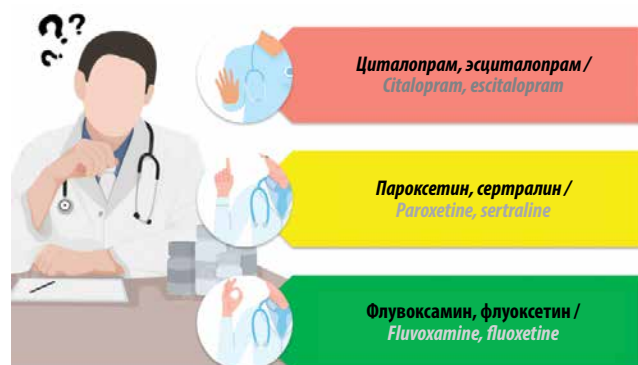 ???
Циталопрам, эсциталопрам /
Citalopram, escitalopram
Пароксетин, сертралин /
Paroxetine, sertraline
Флувоксамин, флуоксетин /
Fluvoxamine, fluoxetine